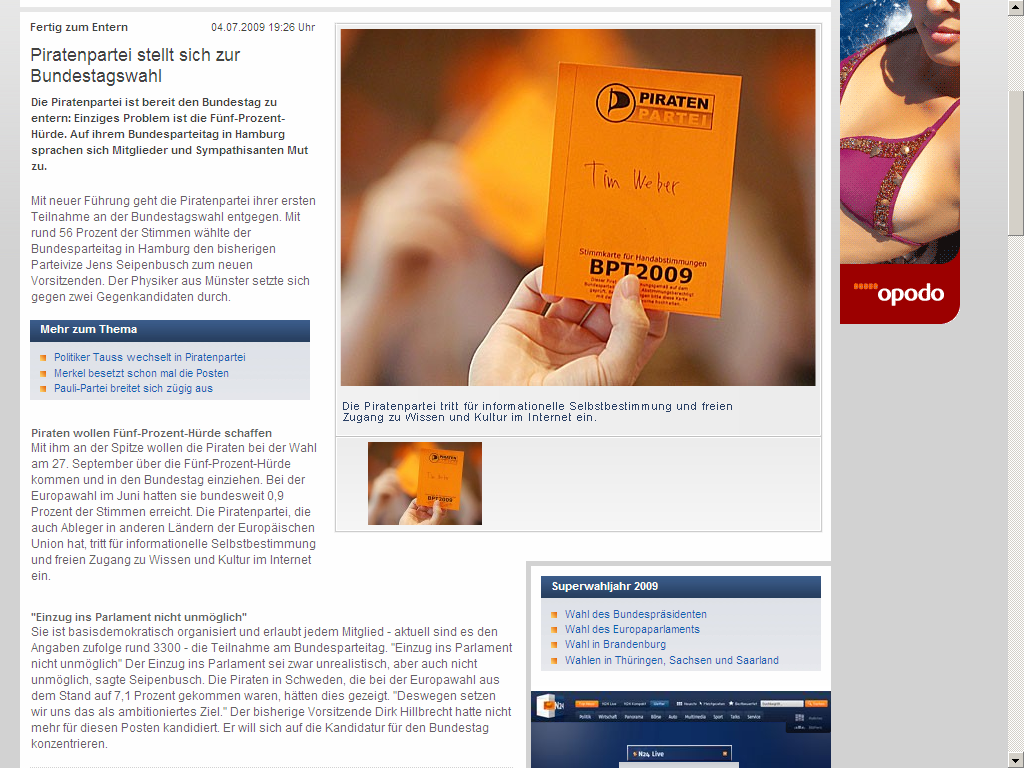 Fertig zum Entern 04.07.2009 19:26 Uhr
Piratenpartei stellt sich zur
Bundestagswahl
Die Piratenpartei ist bereit den Bundestag zu
entern: Einziges Problem ist die Fünf-Prozent-
Hürde. Auf ihrem Bundesparteitag in Hamburg
sprachen sich Mitglieder und Sympathisanten Mut
zu.
Mit neuer Führung geht die Piratenpartei ihrer ersten
Teilnahme an der Bundestagswahl entgegen. Mit
rund 56 Prozent der Stimmen wählte der
Bundesparteitag in Hamburg den bisherigen
Parteivize Jens Seipenbusch zum neuen
Vorsitzenden. Der Physiker aus Münster setzte sich
gegen zwei Gegenkandidaten durch.
Mehr zum Thema
Politiker Tauss wechselt in Piratenpartei
Merkel besetzt schon mal die Posten
Pauli-Partei breitet sich zügig aus
Piraten wollen Fünf-Prozent-Hürde schaffen
Mit ihm an der Spitze wollen die Piraten bei der Wahl
am 27. September über die Fünf-Prozent-Hürde
kommen und in den Bundestag einziehen. Bei der
Europawahl im Juni hatten sie bundesweit 0,9
Prozent der Stimmen erreicht. Die Piratenpartei, die
auch Ableger in anderen Ländern der Europäischen
Union hat, tritt für informationelle Selbstbestimmung
und freien Zugang zu Wissen und Kultur im Internet
ein.
"Einzug ins Parlament nicht unmöglich"
Sie ist basisdemokratisch organisiert und erlaubt jedem Mitglied - aktuell sind es den
Angaben zufolge rund 3300 - die Teilnahme am Bundesparteitag. "Einzug ins Parlament
nicht unmöglich" Der Einzug ins Parlament sei zwar unrealistisch, aber auch nicht
unmöglich, sagte Seipenbusch. Die Piraten in Schweden, die bei der Europawahl aus
dem Stand auf 7,1 Prozent gekommen waren, hätten dies gezeigt. "Deswegen setzen
wir uns das als ambitioniertes Ziel." Der bisherige Vorsitzende Dirk Hillbrecht hatte nicht
mehr für diesen Posten kandidiert. Er will sich auf die Kandidatur für den Bundestag
konzentrieren.
PIRATEN
PARTEI
Tim Weber
Stimmkarte für Handabstimmungen
BPT2009
Die Piratenpartei tritt für informationelle Selbstbestimmung und freien
Zugang zu Wissen und Kultur im Internet ein.
PIRATEN
BPT2009
Superwahljahr 2009
Wahl des Bundespräsidenten
Wahl des Europaparlaments
Wahl in Brandenburg
Wahlen in Thüringen, Sachsen und Saarland
N24
Politik Wirtschaft Panorama Börse Auto Multimedia Sport Talks Service
N24 Live
opodo